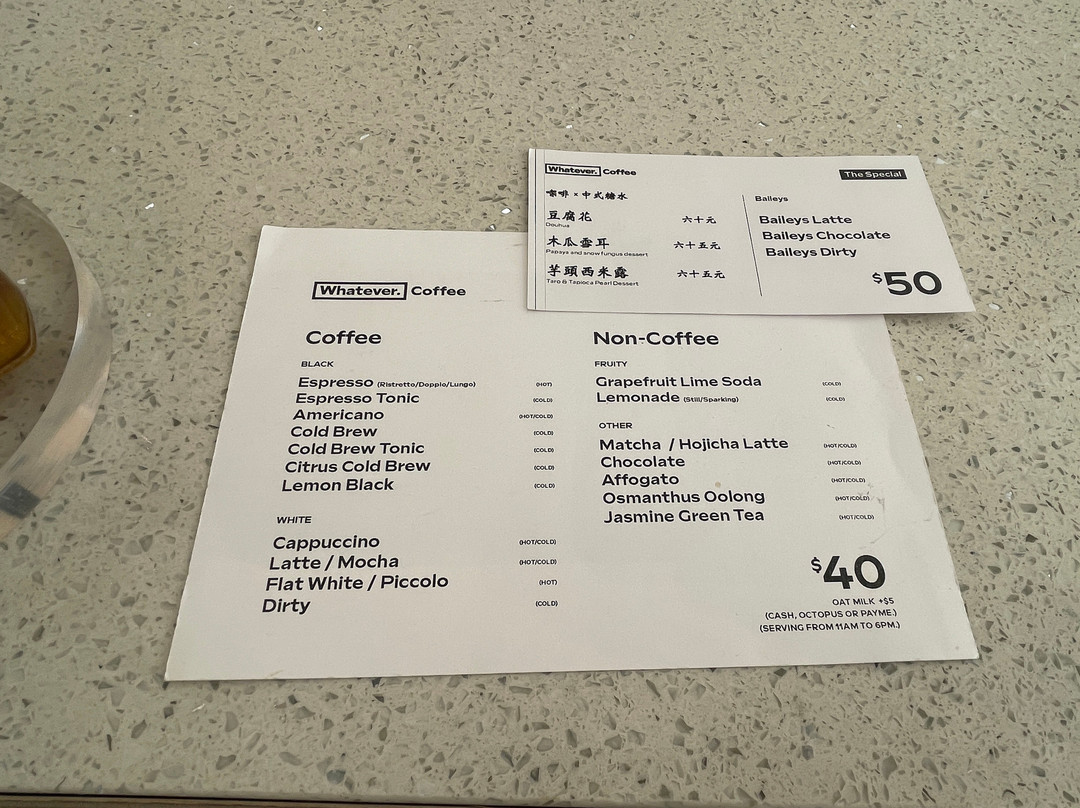 Whatever. Coffee
The Special
咖啡 × 中式糖水
豆腐花 六十元
Douhua
木瓜雪耳 六十五元
Papaya and snow fungus dessert
芋頭西米露 六十五元
Taro & Tapioca Pearl Dessert
Baileys
Baileys Latte
Baileys Chocolate
Baileys Dirty
$50
Whatever. Coffee
Coffee
BLACK
Espresso (Ristretto/Doppio/Lungo) (HOT)
Espresso Tonic (COLD)
Americano (HOT/COLD)
Cold Brew (COLD)
Cold Brew Tonic (COLD)
Citrus Cold Brew (COLD)
Lemon Black (COLD)
WHITE
Cappuccino (HOT/COLD)
Latte / Mocha (HOT/COLD)
Flat White / Piccolo (HOT)
Dirty (COLD)
Non-Coffee
FRUITY
Grapefruit Lime Soda (COLD)
Lemonade (Still/Sparking) (COLD)
OTHER
Matcha / Hojicha Latte (HOT/COLD)
Chocolate (HOT/COLD)
Affogato (HOT/COLD)
Osmanthus Oolong (HOT/COLD)
Jasmine Green Tea (HOT/COLD)
$40
OAT MILK +$5
(CASH, OCTOPUS OR PAYME.)
(SERVING FROM 11AM TO 6PM.)